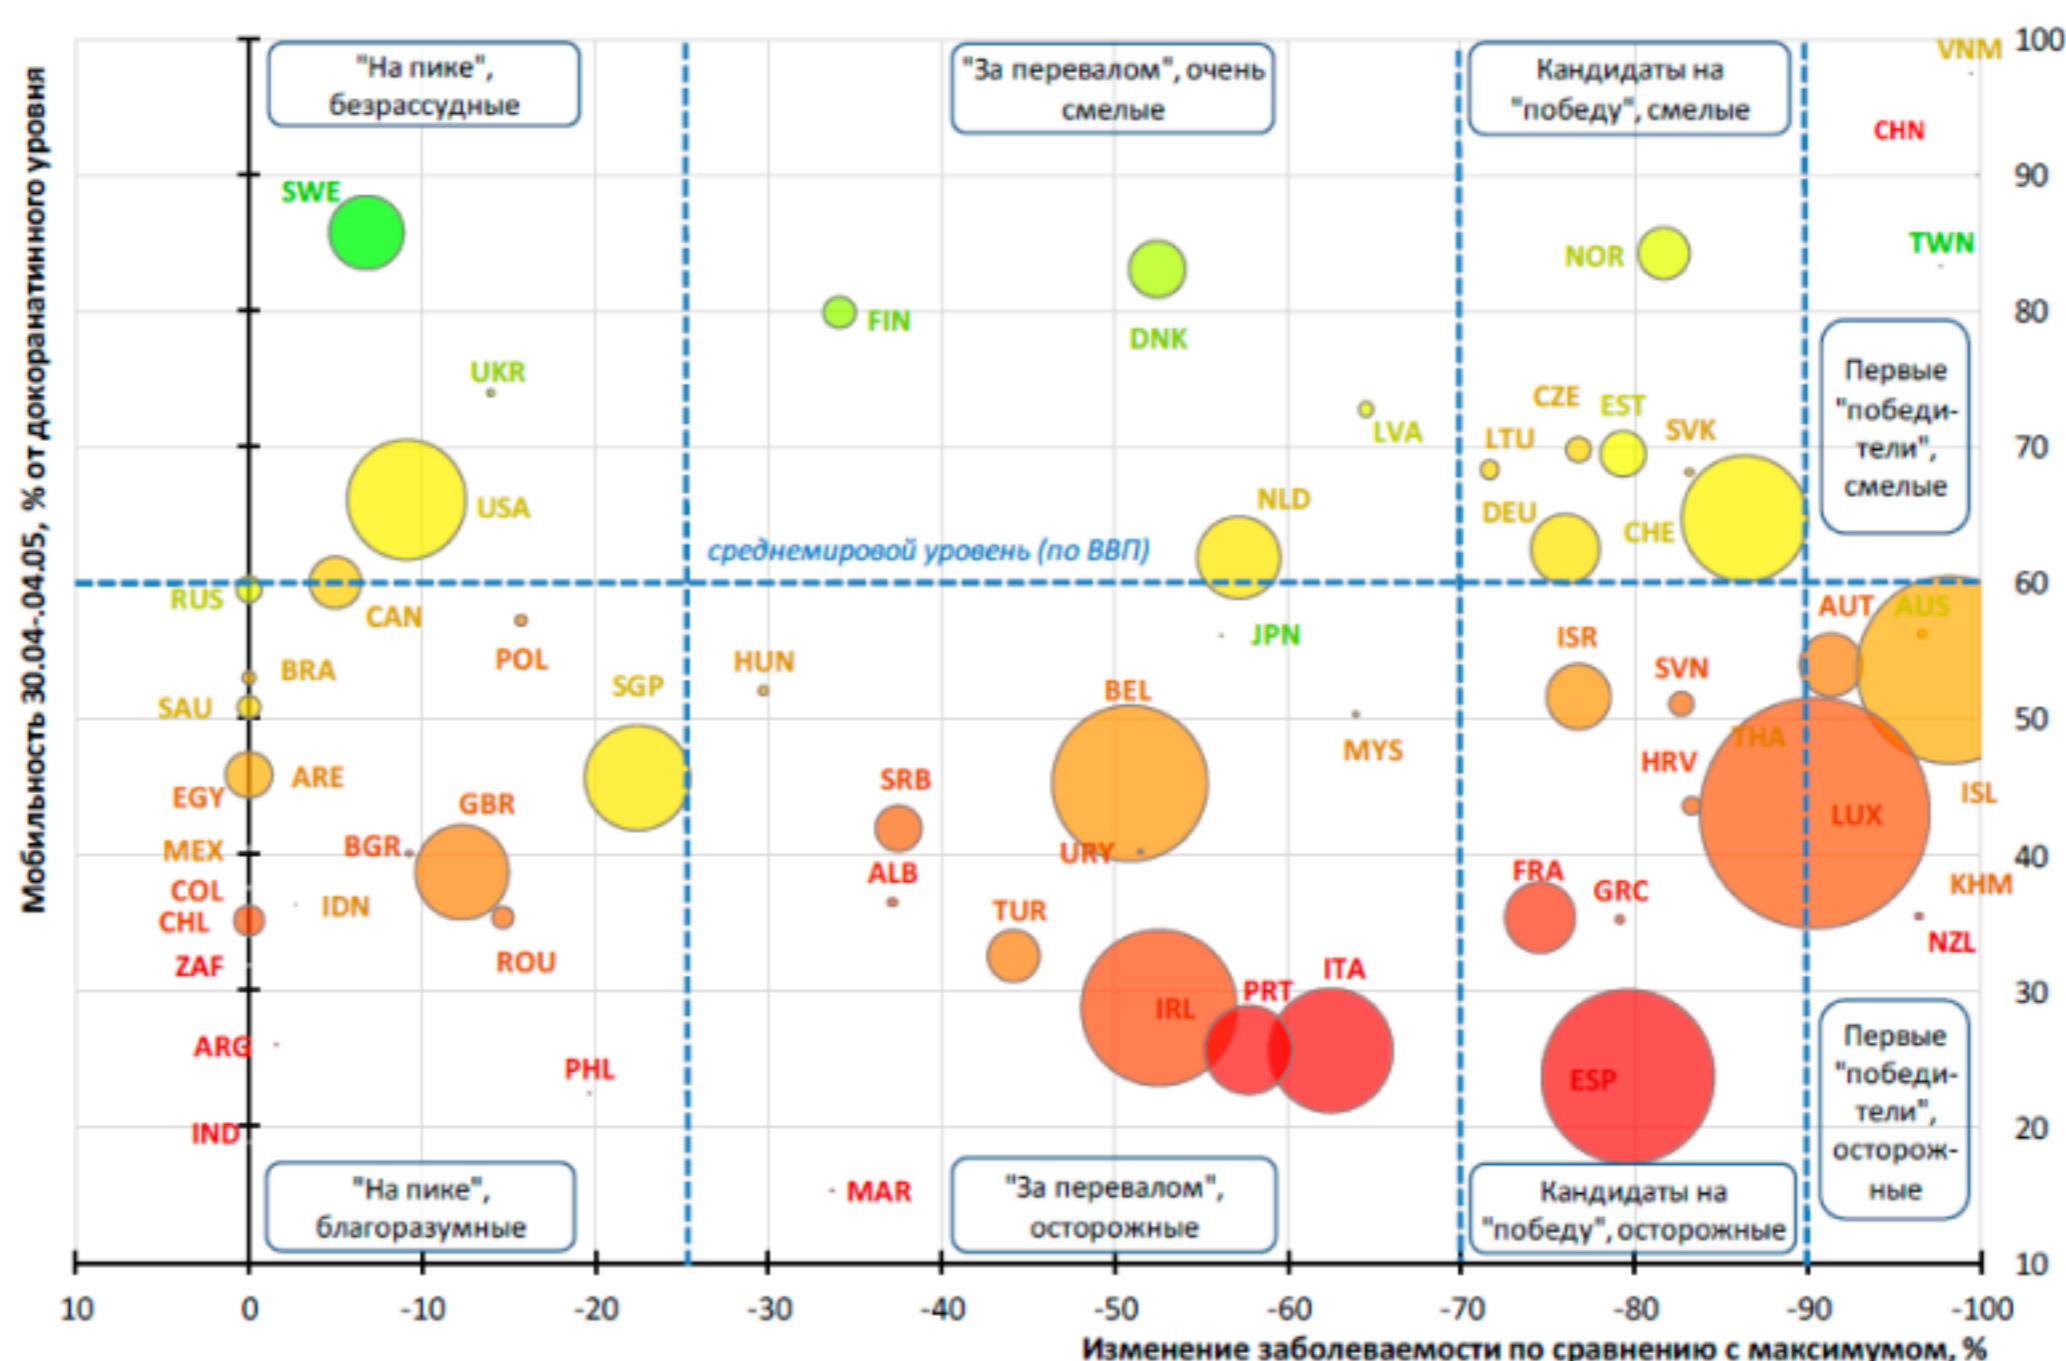 Мобильность 30.04-.04.05, % от докоранатинного уровня
"На пике",
безрассудные
"За перевалом", очень
смелые
Кандидаты на
"победу", смелые
100
VNM
CHN
90
SWE
TWN
NOR
80
FIN
DNK
Первые
"победи-
тели",
смелые
UKR
CZE
EST
LVA
LTU
SVK
70
USA
NLD
DEU
CHE
среднемировой уровень (по ВВП)
60
RUS
CAN
AUT
AUS
POL
JPN
ISR
BRA
HUN
SVN
SGP
BEL
SAU
50
THA
MYS
HRV
ARE
SRB
EGY
ISL
GBR
LUX
MEX
BGR
URY
40
COL
ALB
FRA
GRC
KHM
CHL
IDN
TUR
NZL
ZAF
ROU
ITA
PRT
30
IRL
ARG
PHL
ESP
Первые
"победи-
тели",
осторож-
ные
IND
20
MAR
"На пике",
благоразумные
"За перевалом",
осторожные
Кандидаты на
"победу", осторожные
10
10 0 -10 -20 -30 -40 -50 -60 -70 -80 -90 -100
Изменение заболеваемости по сравнению с максимумом, %